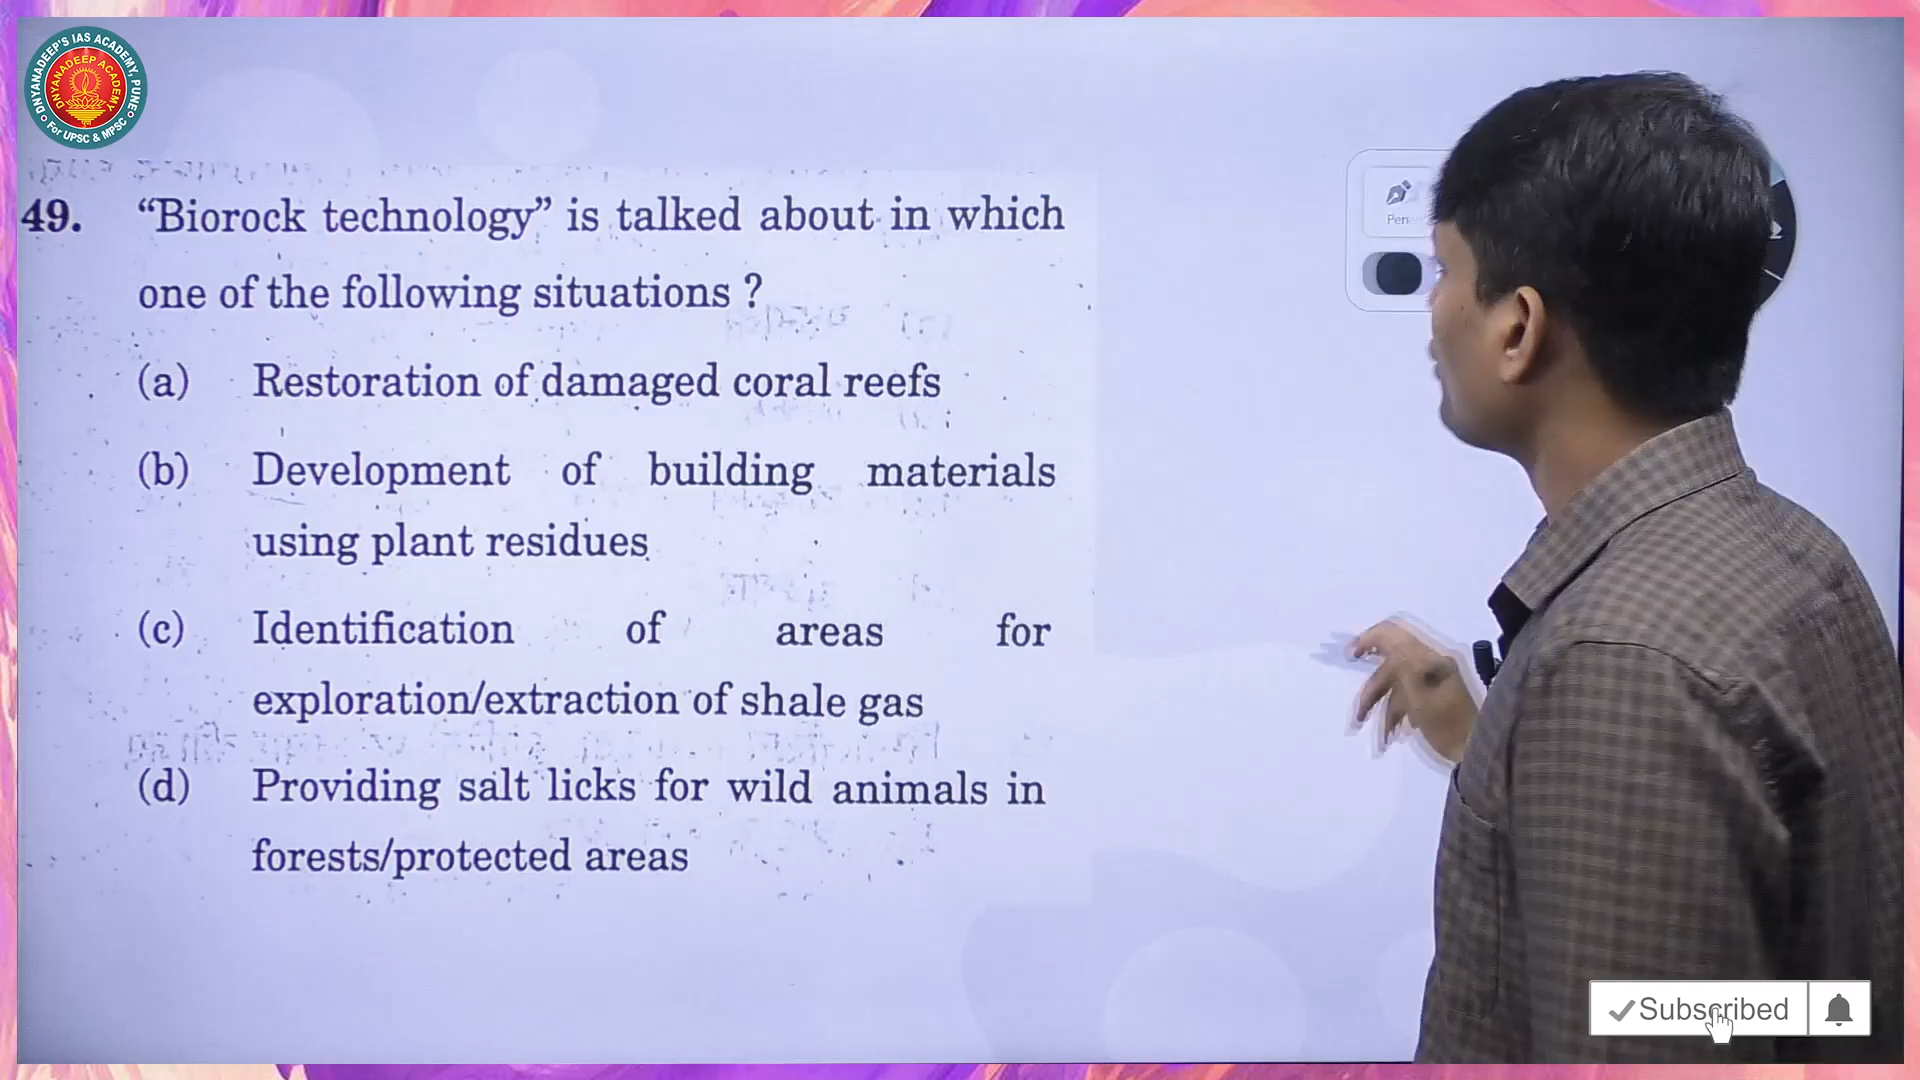 DNYANADEEP'S IAS ACADEMY, PUNE.
DNYANADEEP ACADEMY
For UPSC & MPSC
49. “Biorock technology” is talked about in which
one of the following situations ?
(a) Restoration of damaged coral reefs
(b) Development of building materials
using plant residues
(c) Identification of areas for
exploration/extraction of shale gas
(d) Providing salt licks for wild animals in
forests/protected areas
Pen
Subscribed